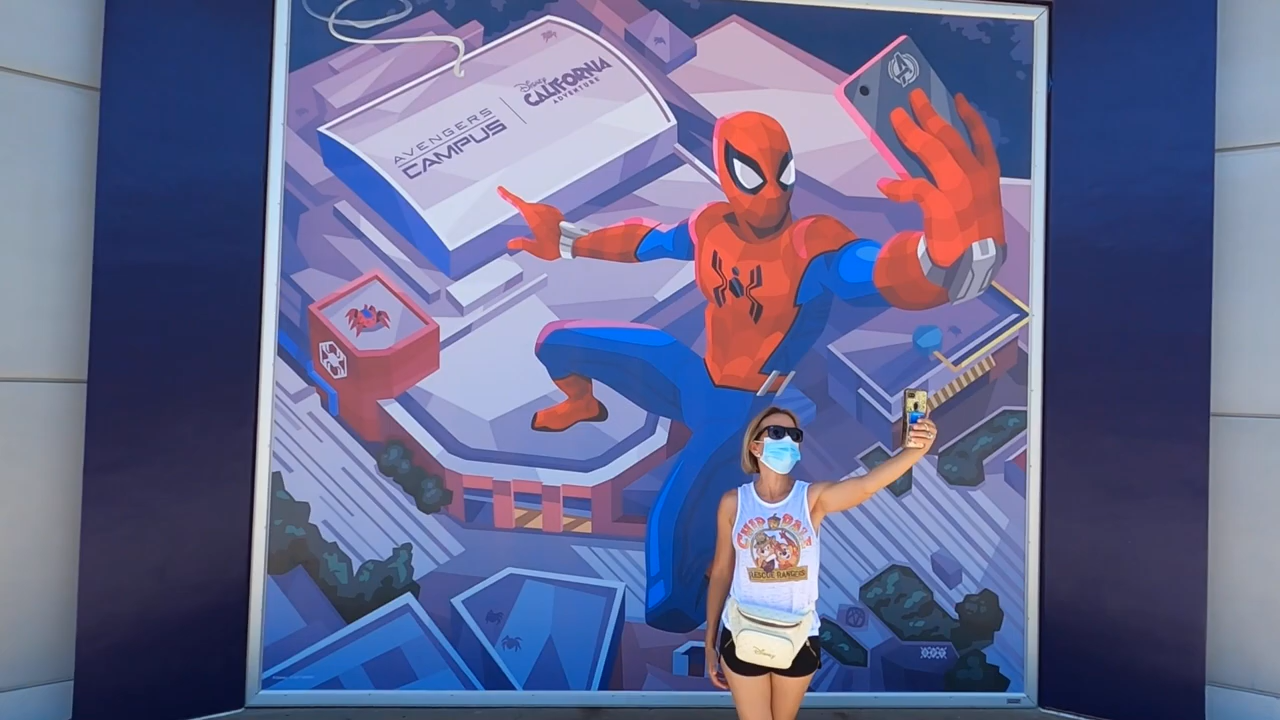 AVENGERS
CAMPUS
Disney
CALIFORNIA
ADVENTURE
CHIP DALE
RESCUE RANGERS
Disney